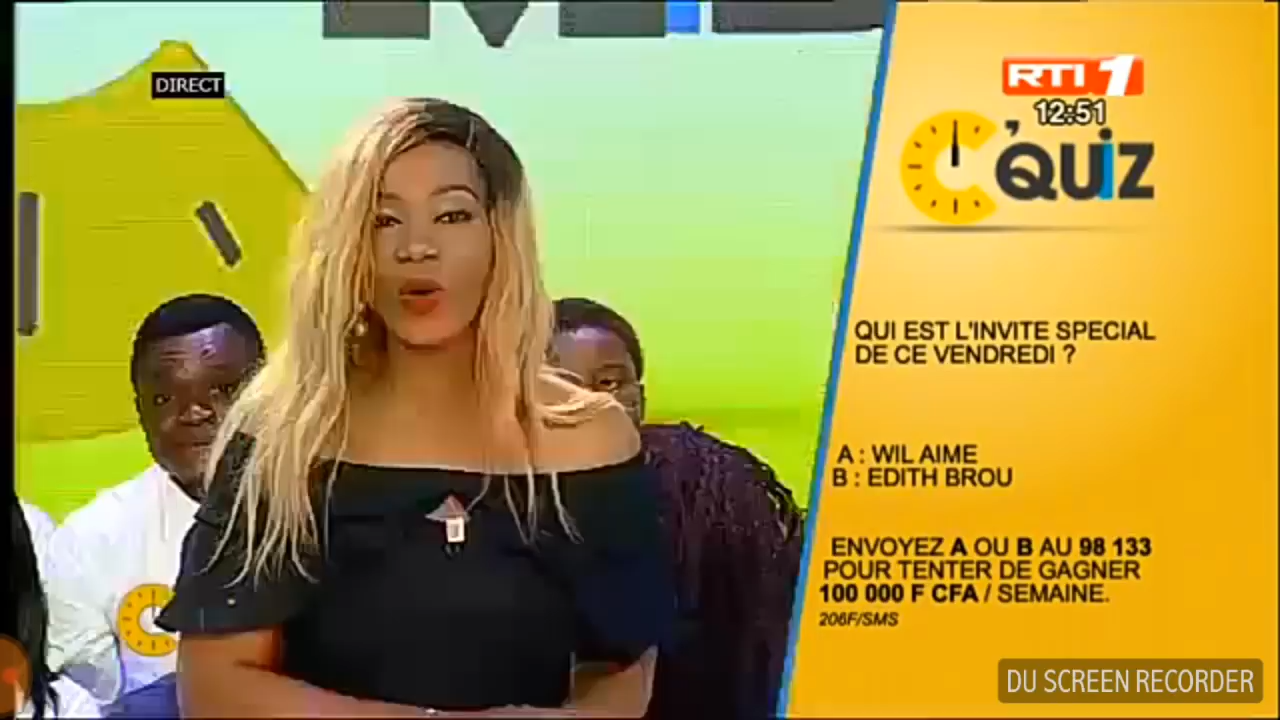 DIRECT
RTI 1
12:51
C'QUIZ
QUI EST L'INVITE SPECIAL
DE CE VENDREDI ?
A : WIL AIME
B : EDITH BROU
ENVOYEZ A OU B AU 98 133
POUR TENTER DE GAGNER
100 000 F CFA / SEMAINE.
206F/SMS
DU SCREEN RECORDER